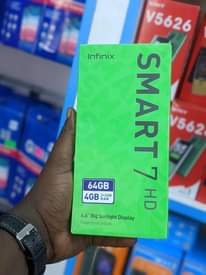 Infinix
SMART 7 HD
64GB
4GB
6.6" Big Sunlight Display
V5626
V5626